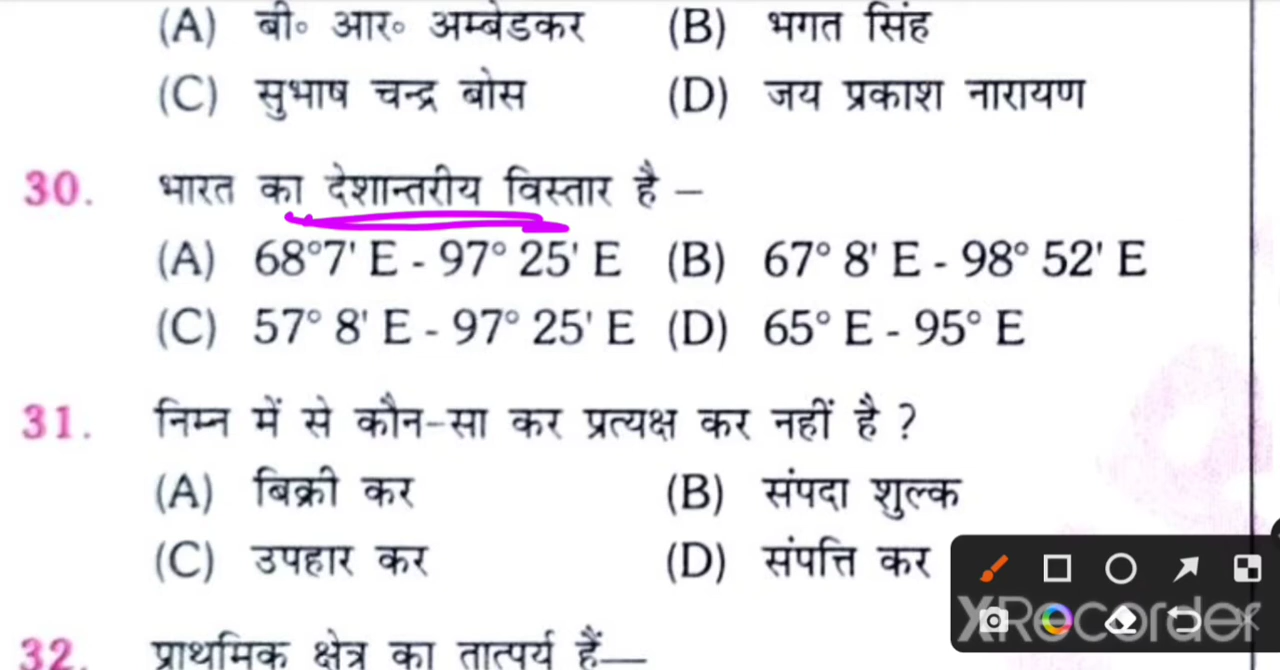 (A) बी॰ आर॰ अम्बेडकर (B) भगत सिंह
(C) सुभाष चन्द्र बोस (D) जय प्रकाश नारायण
30. भारत का देशान्तरीय विस्तार है –
(A) 68°7' E - 97° 25' E (B) 67° 8' E - 98° 52' E
(C) 57° 8' E - 97° 25' E (D) 65° E - 95° E
31. निम्न में से कौन-सा कर प्रत्यक्ष कर नहीं है ?
(A) बिक्री कर (B) संपदा शुल्क
(C) उपहार कर (D) संपत्ति कर
XRecorder
32. प्राथमिक क्षेत्र का तात्पर्य हैं—